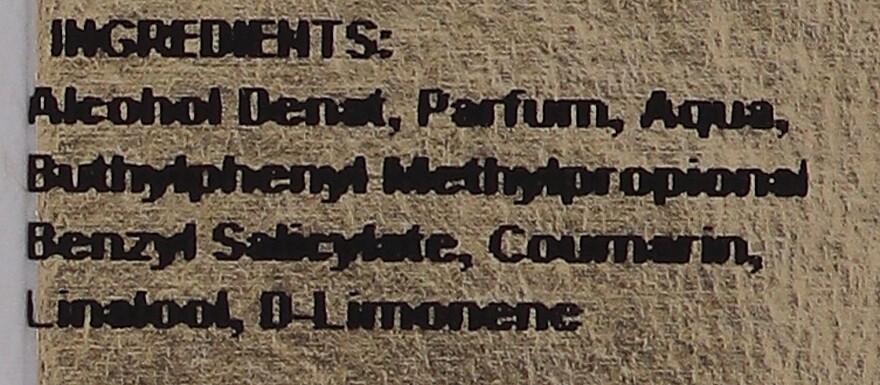 INGREDIENTS:
Alcohol Denat, Parfum, Aqua,
Buthylphenyl Methylpropional
Benzyl Salicylate, Coumarin,
Linalool, D-Limonene